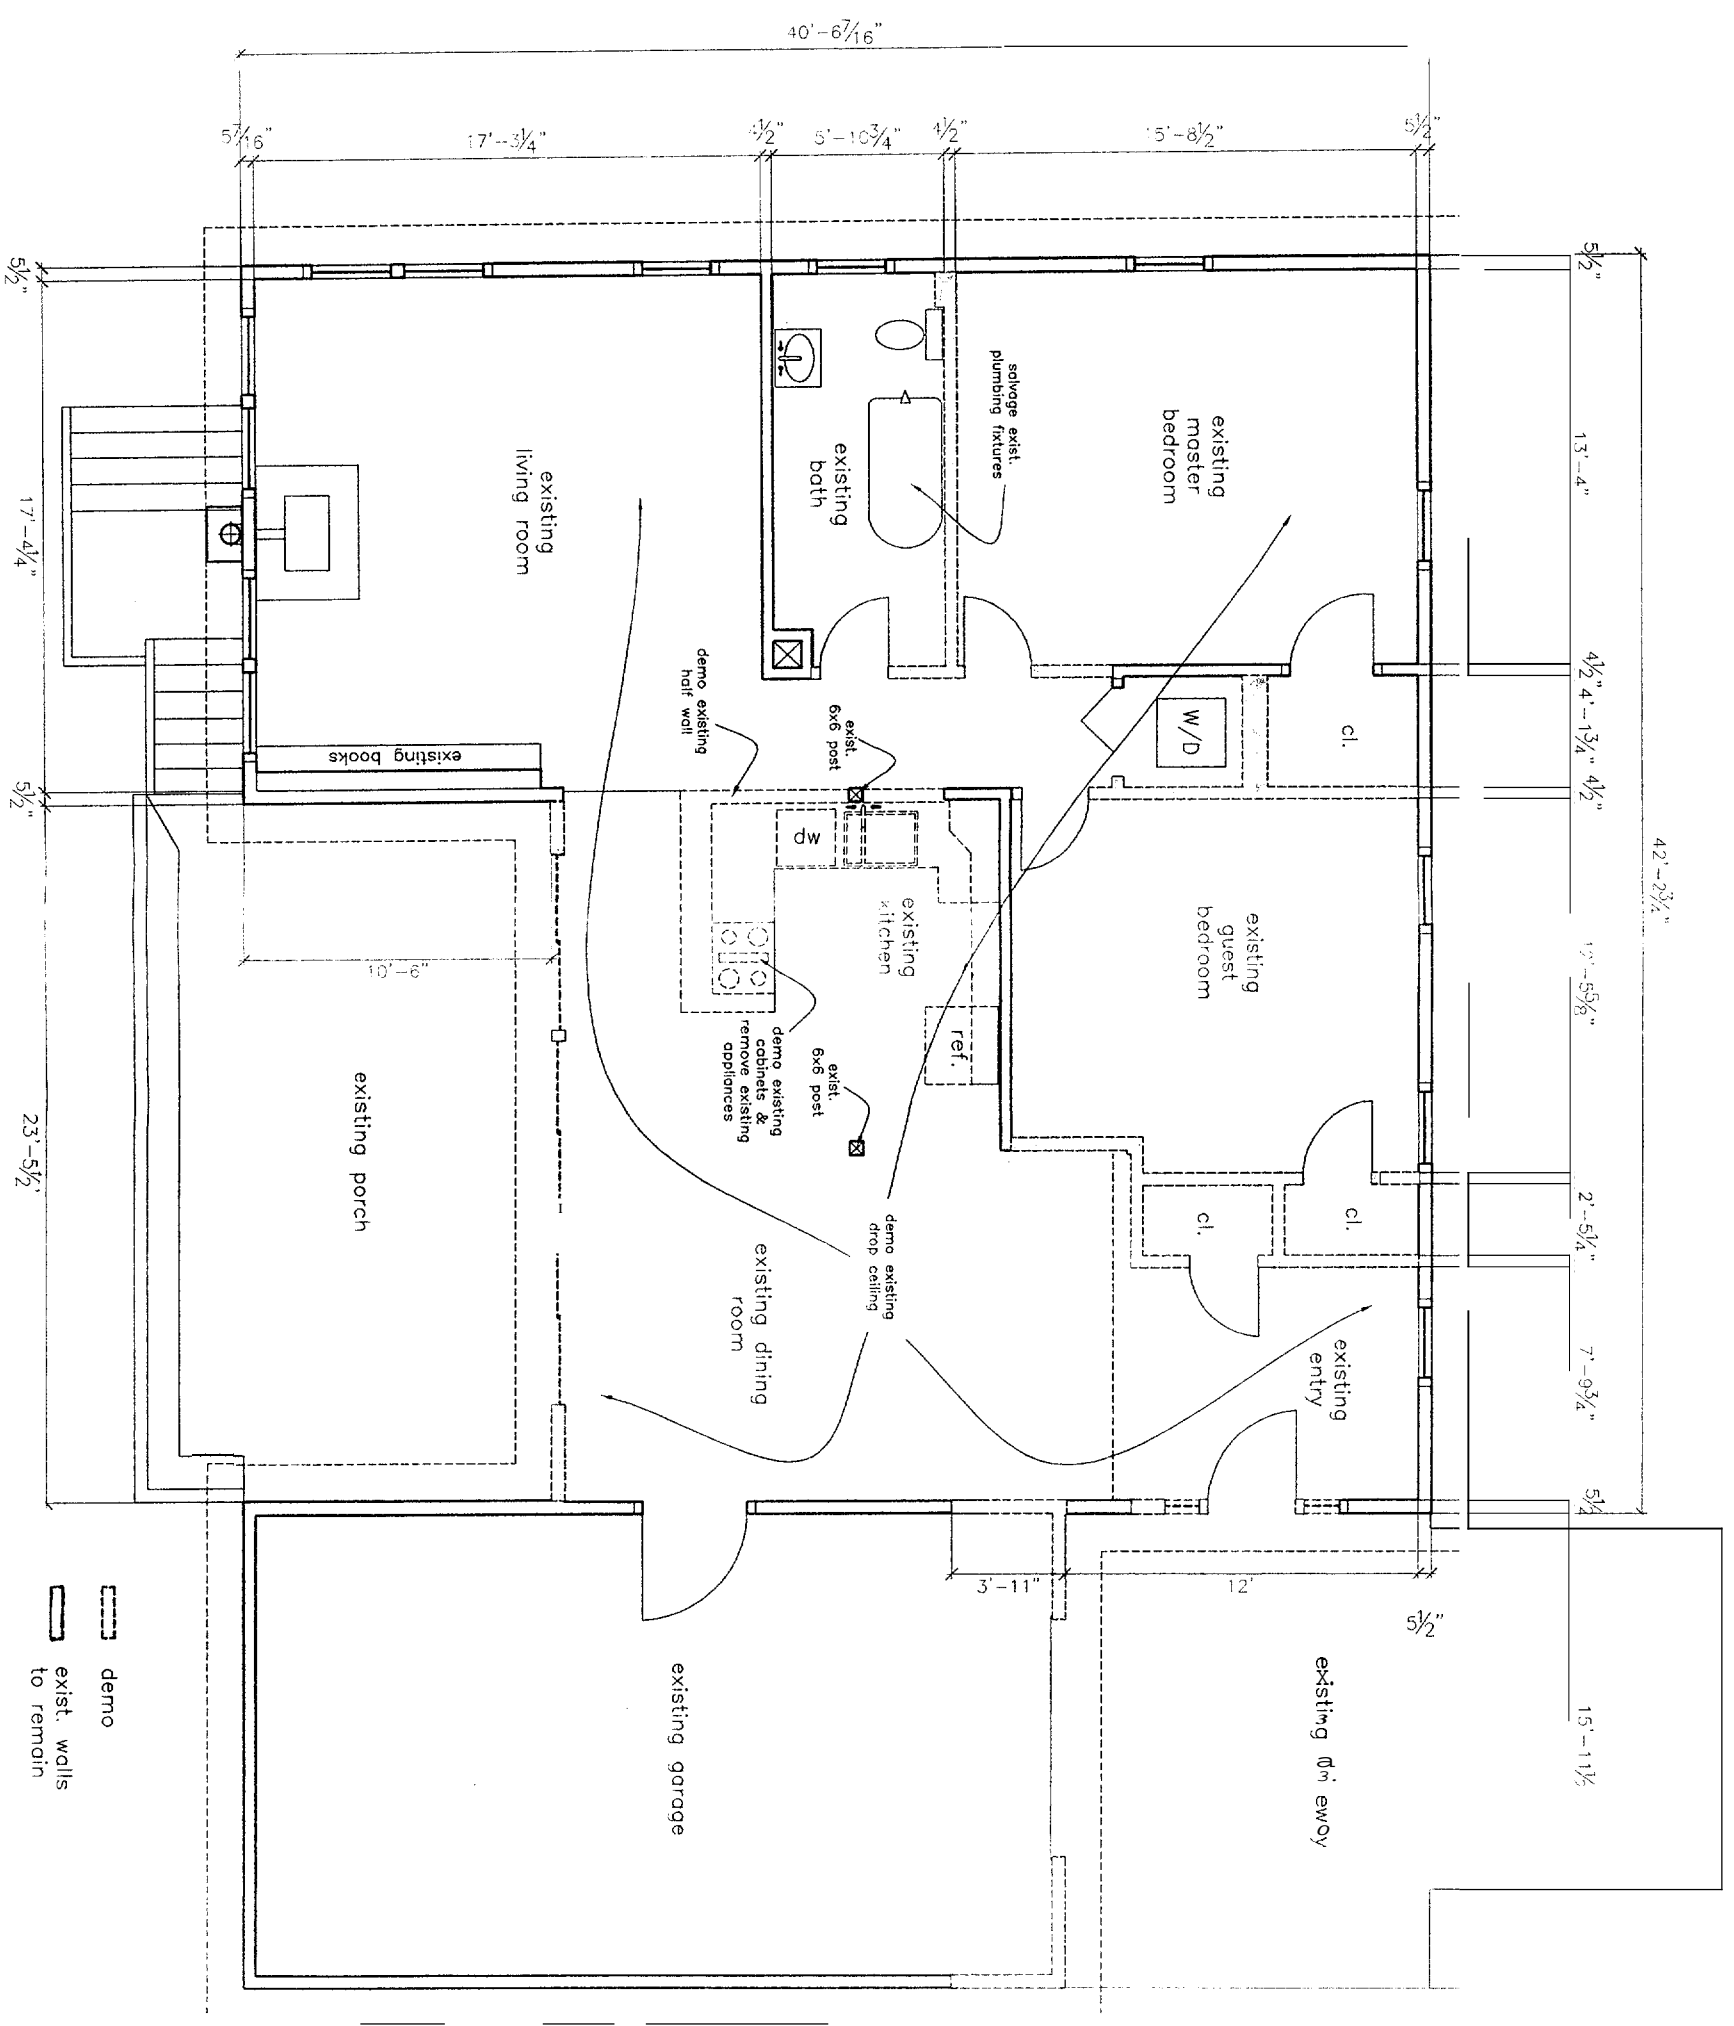 40'-6 7/16"
5 7/16"
17'-3 1/4"
4 1/2"
5'-10 3/4"
4 1/2"
15'-8 1/2"
5 1/2"
5 1/2"
13'-4"
4 1/2"
4'-1 3/4"
4 1/2"
2'-5 1/4"
7'-9 3/4"
5 1/2"
42'-2 3/4"
5 1/2"
17'-4 1/4"
5 1/2"
23'-5 1/2"
existing
master
bedroom
salvage exist.
plumbing fixtures
existing
bath
existing
living room
existing books
demo existing
half wall
exist.
6x6 post
W/D
cl.
dw
existing
kitchen
ref.
existing
guest
bedroom
demo existing
cabinets &
remove existing
appliances
exist.
6x6 post
10'-6"
existing porch
cl.
cl.
demo existing
drop ceiling
existing dining
room
existing
entry
3'-11"
12'
5 1/2"
existing garage
existing
demo
exist. walls
to remain